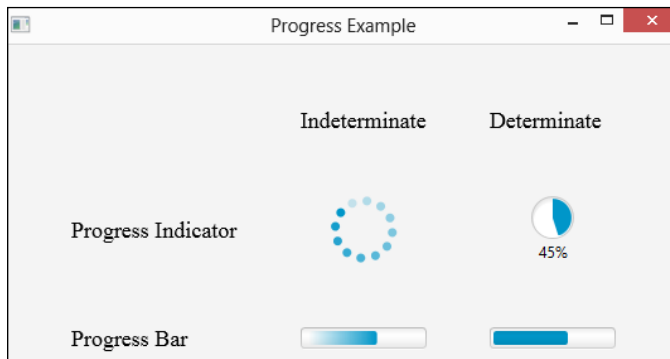 Progress Example
Indeterminate Determinate
Progress Indicator
45%
Progress Bar